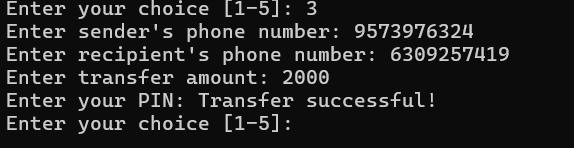 Enter your choice [1-5]: 3
Enter sender's phone number: 9573976324
Enter recipient's phone number: 6309257419
Enter transfer amount: 2000
Enter your PIN: Transfer successful!
Enter your choice [1-5]: